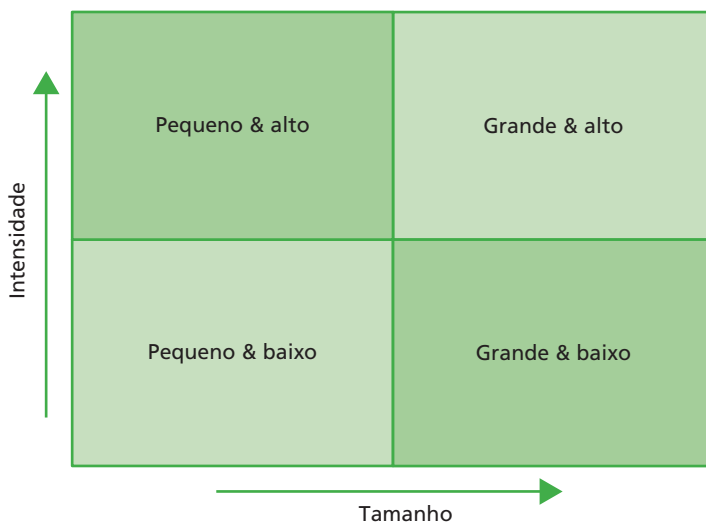 Pequeno & alto
Grande & alto
Intensidade
Pequeno & baixo
Grande & baixo
Tamanho